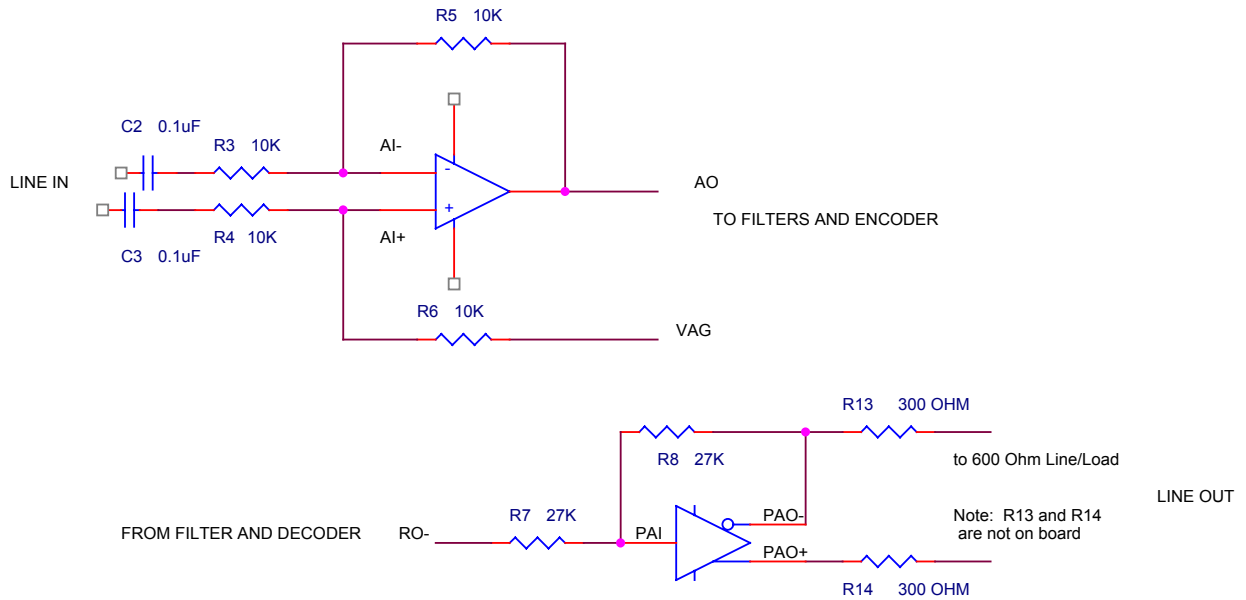 R5 10K
C2 0.1uF
R3 10K
AI-
LINE IN
-
AO
+
TO FILTERS AND ENCODER
R4 10K
AI+
C3 0.1uF
R6 10K
VAG
R13 300 OHM
R8 27K
to 600 Ohm Line/Load
LINE OUT
R7 27K
PAO-
Note: R13 and R14
are not on board
FROM FILTER AND DECODER
RO-
PAI
PAO+
R14 300 OHM